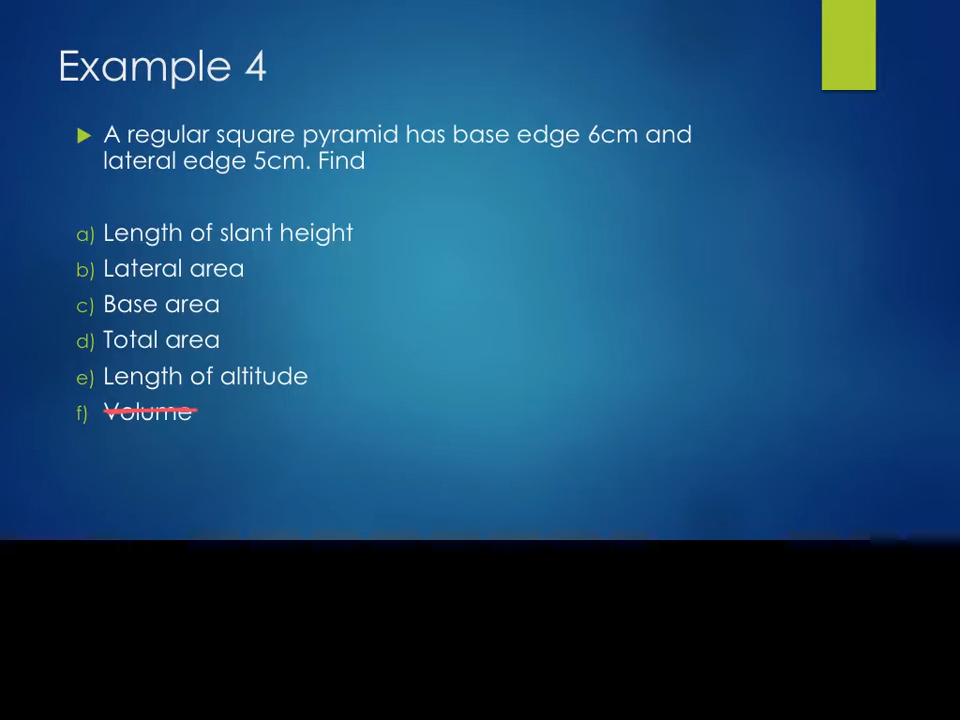 Example 4
A regular square pyramid has base edge 6cm and
lateral edge 5cm. Find
a) Length of slant height
b) Lateral area
c) Base area
d) Total area
e) Length of altitude
f) Volume